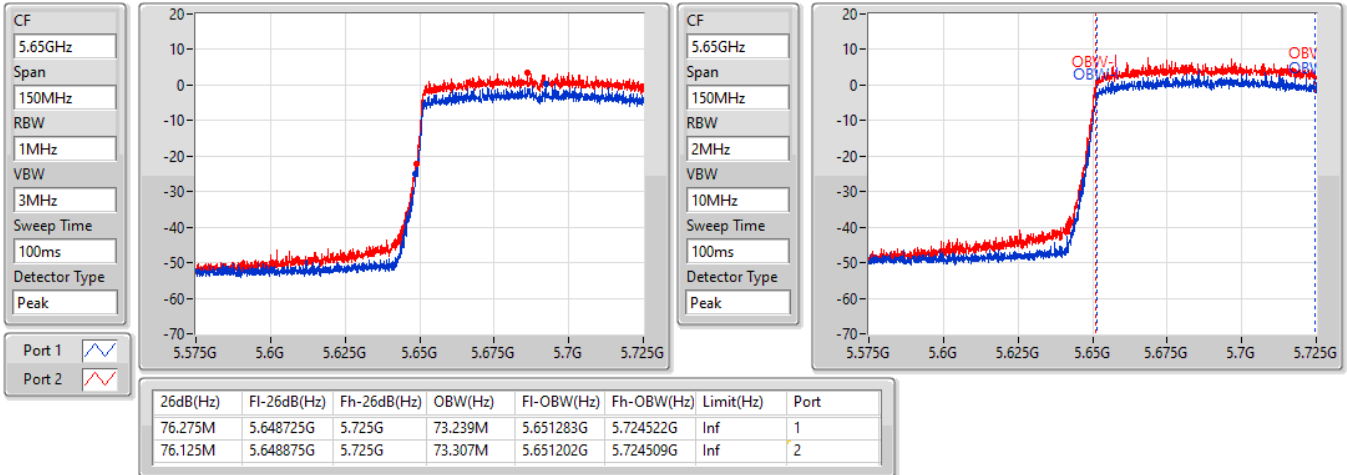 CF
5.65GHz
Span
150MHz
RBW
1MHz
VBW
3MHz
Sweep Time
100ms
Detector Type
Peak
Port 1
Port 2
20-
10-
0-
-10-
-20-
-30-
-40-
-50-
-60-
-70-
5.575G 5.6G 5.625G 5.65G 5.675G 5.7G 5.725G
CF
5.65GHz
Span
150MHz
RBW
2MHz
VBW
10MHz
Sweep Time
100ms
Detector Type
Peak
20-
10-
0-
-10-
-20-
-30-
-40-
-50-
-60-
-70-
OBW-l
OBW
OBW
OBW
5.575G 5.6G 5.625G 5.65G 5.675G 5.7G 5.725G
26dB(Hz) Fl-26dB(Hz) Fh-26dB(Hz) OBW(Hz) Fl-OBW(Hz) Fh-OBW(Hz) Limit(Hz) Port
76.275M 5.648725G 5.725G 73.239M 5.651283G 5.724522G Inf 1
76.125M 5.648875G 5.725G 73.307M 5.651202G 5.724509G Inf 2